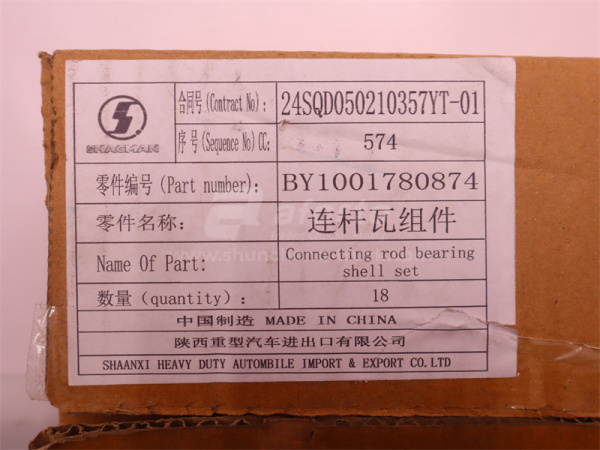 SHACMAN
合同号(Contract No):
24SQD050210357YT-01
序号(Sequence No)CC:
574
零件编号(Part number):
BY1001780874
零件名称:
连杆瓦组件
Name Of Part:
Connecting rod bearing
shell set
数量(quantity):
18
中国制造 MADE IN CHINA
陕西重型汽车进出口有限公司
SHAANXI HEAVY DUTY AUTOMBILE IMPORT & EXPORT CO.LTD